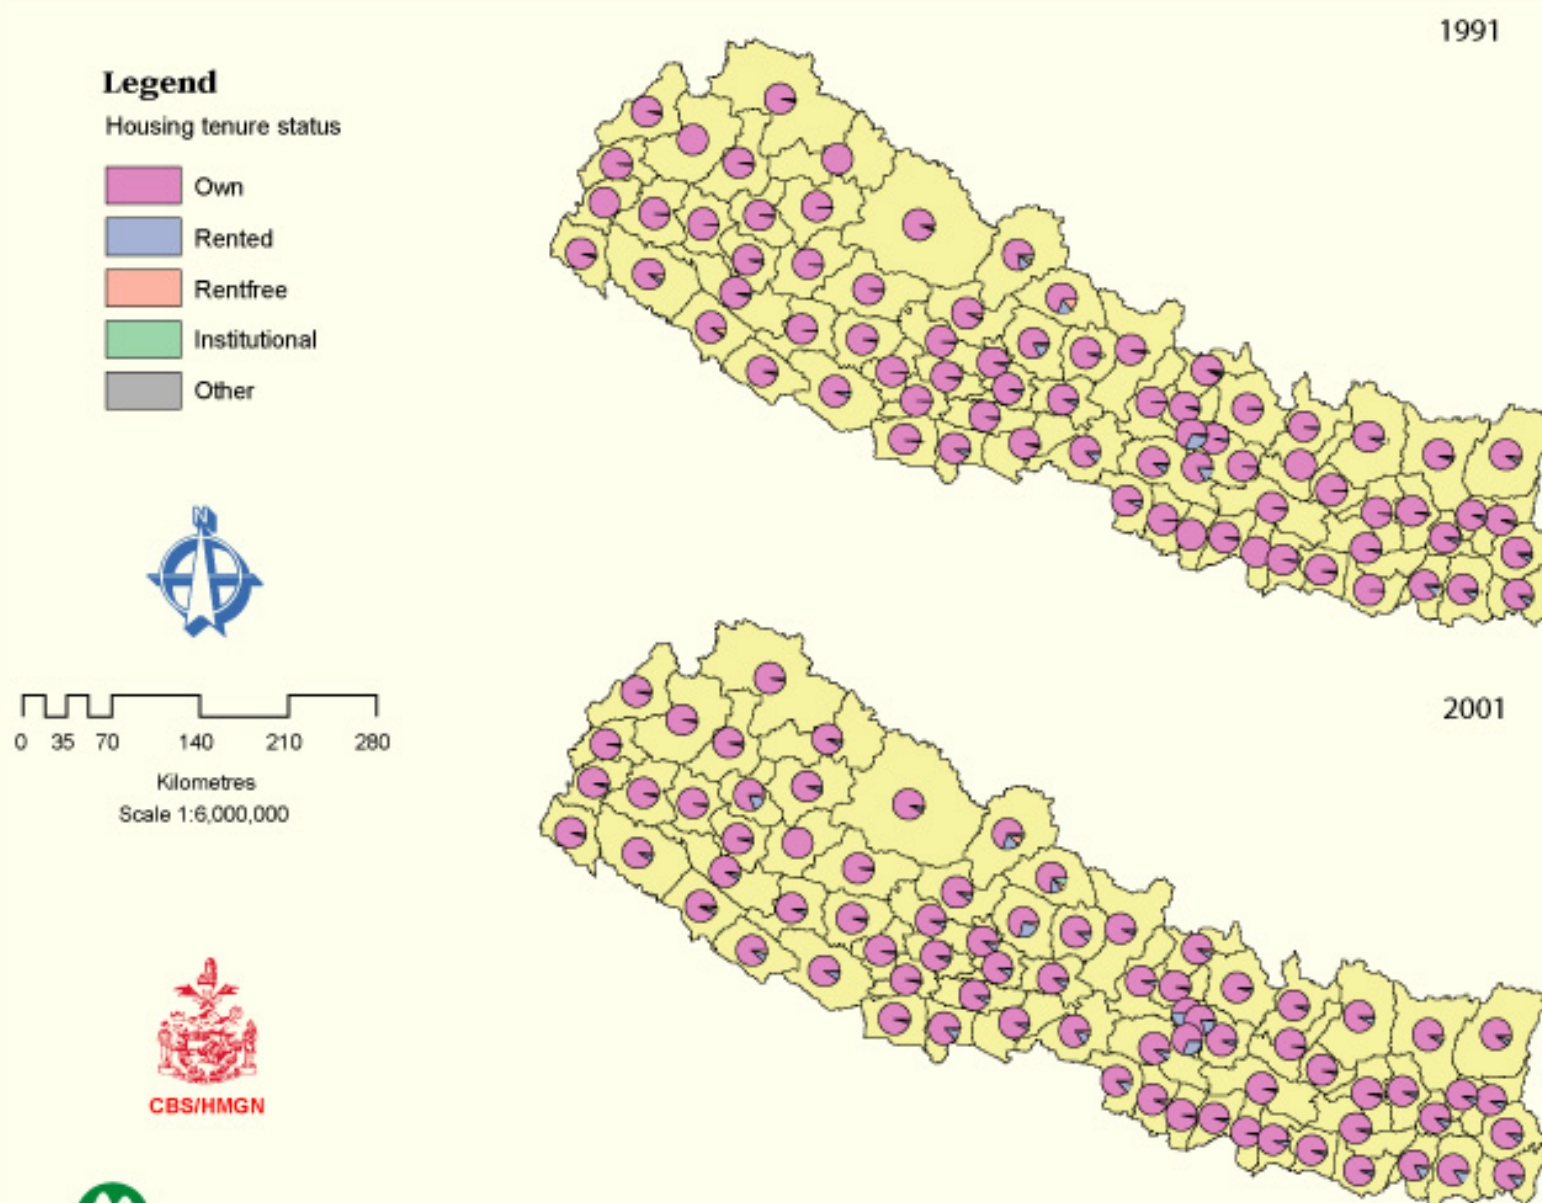 1991
Legend
Housing tenure status
Own
Rented
Rentfree
Institutional
Other
N
0 35 70 140 210 280
Kilometres
Scale 1:6,000,000
2001
CBS/HMGN